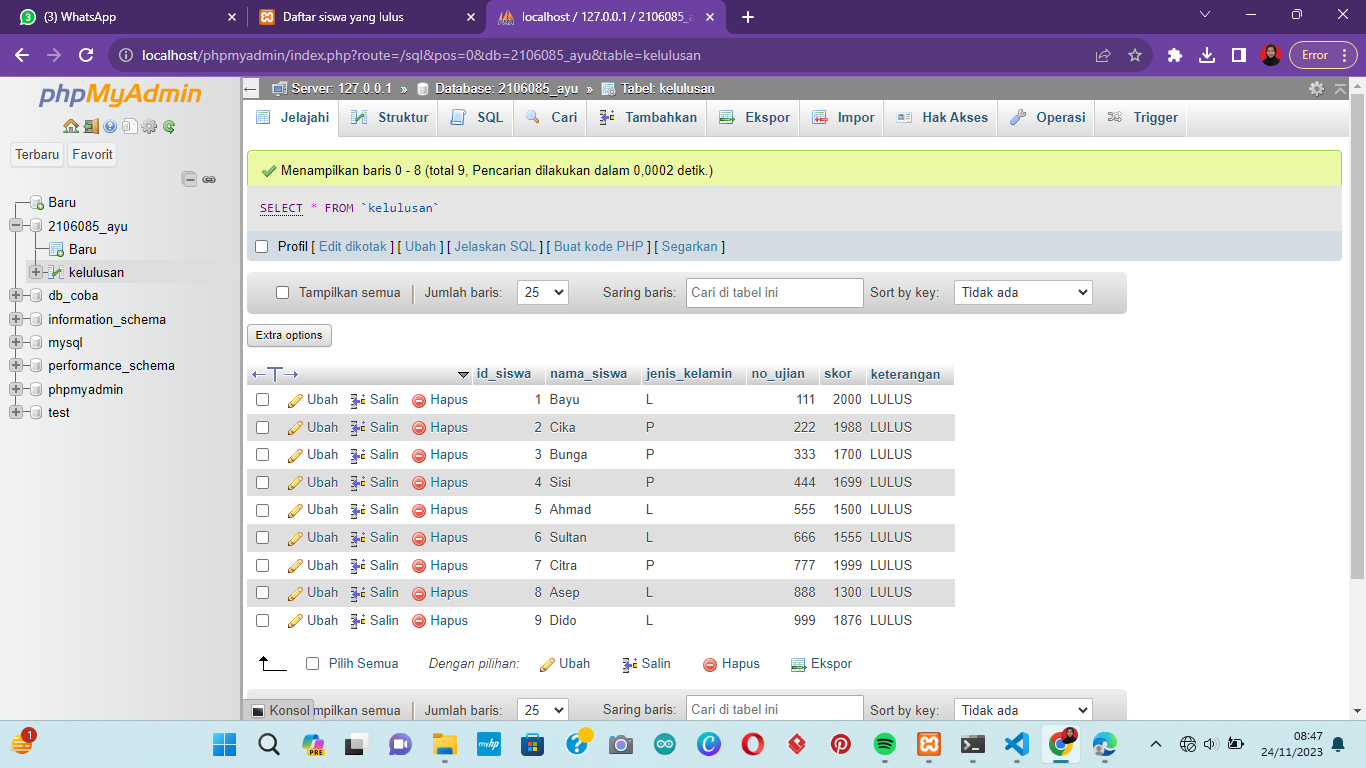 (3) WhatsApp
Daftar siswa yang lulus
localhost / 127.0.0.1 / 2106085_a
localhost/phpmyadmin/index.php?route=/sql&pos=0&db=2106085_ayu&table=kelulusan
Error
phpMyAdmin
Terbaru Favorit
Baru
2106085_ayu
Baru
kelulusan
db_coba
information_schema
mysql
performance_schema
phpmyadmin
test
Server: 127.0.0.1 » Database: 2106085_ayu » Tabel: kelulusan
Jelajahi Struktur SQL Cari Tambahkan Ekspor Impor Hak Akses Operasi Trigger
Menampilkan baris 0 - 8 (total 9, Pencarian dilakukan dalam 0,0002 detik.)
SELECT * FROM `kelulusan`
Profil [ Edit dikotak ] [ Ubah ] [ Jelaskan SQL ] [ Buat kode PHP ] [ Segarkan ]
Tampilkan semua Jumlah baris: 25 Saring baris: Cari di tabel ini Sort by key: Tidak ada
Extra options
id_siswa nama_siswa jenis_kelamin no_ujian skor keterangan
Ubah Salin Hapus 1 Bayu L 111 2000 LULUS
Ubah Salin Hapus 2 Cika P 222 1988 LULUS
Ubah Salin Hapus 3 Bunga P 333 1700 LULUS
Ubah Salin Hapus 4 Sisi P 444 1699 LULUS
Ubah Salin Hapus 5 Ahmad L 555 1500 LULUS
Ubah Salin Hapus 6 Sultan L 666 1555 LULUS
Ubah Salin Hapus 7 Citra P 777 1999 LULUS
Ubah Salin Hapus 8 Asep L 888 1300 LULUS
Ubah Salin Hapus 9 Dido L 999 1876 LULUS
Pilih Semua Dengan pilihan: Ubah Salin Hapus Ekspor
Konsol mpilkan semua Jumlah baris: 25 Saring baris: Cari di tabel ini Sort by key: Tidak ada
1
PRE
myhp
08:47
24/11/2023